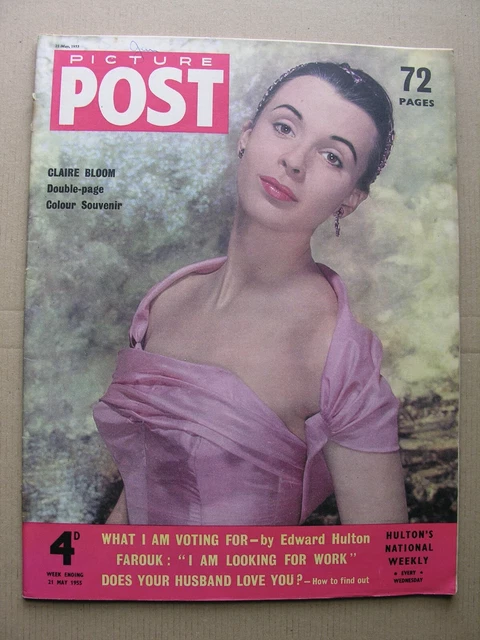 PICTURE
POST
72
PAGES
CLAIRE BLOOM
Double-page
Colour Souvenir
4D
WEEK ENDING
21 MAY 1955
WHAT I AM VOTING FOR—by Edward Hulton
FAROUK: "I AM LOOKING FOR WORK"
DOES YOUR HUSBAND LOVE YOU?—How to find out
HULTON'S
NATIONAL
WEEKLY
• EVERY •
WEDNESDAY